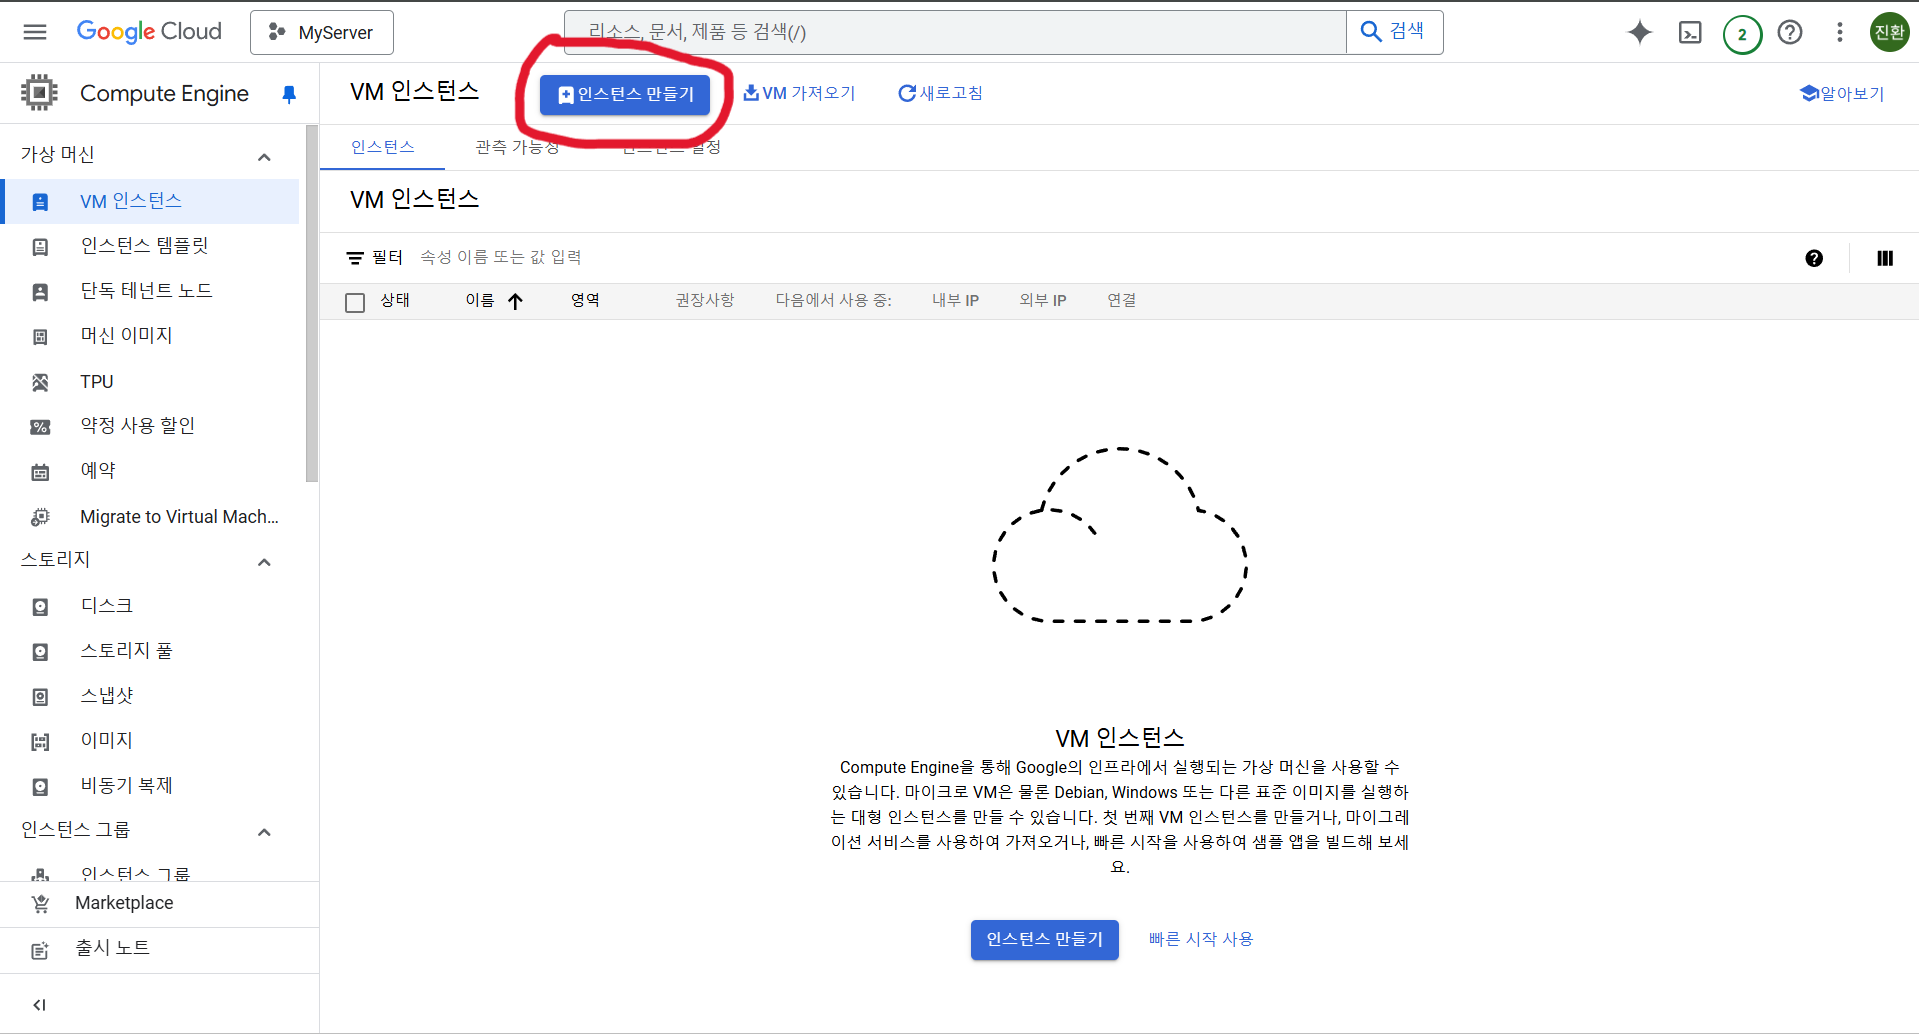 Google Cloud
MyServer
리소스, 문서, 제품 등 검색(/)
검색
2
진환
Compute Engine
VM 인스턴스
인스턴스 만들기
VM 가져오기
새로고침
알아보기
가상 머신
VM 인스턴스
인스턴스 템플릿
단독 테넌트 노드
머신 이미지
TPU
약정 사용 할인
예약
Migrate to Virtual Mach...
스토리지
디스크
스토리지 풀
스냅샷
이미지
비동기 복제
인스턴스 그룹
인스턴스 그룹
Marketplace
출시 노트
인스턴스
관측 가능성
인스턴스 일정
VM 인스턴스
필터 속성 이름 또는 값 입력
상태 이름 영역 권장사항 다음에서 사용 중: 내부 IP 외부 IP 연결
VM 인스턴스
Compute Engine을 통해 Google의 인프라에서 실행되는 가상 머신을 사용할 수
있습니다. 마이크로 VM은 물론 Debian, Windows 또는 다른 표준 이미지를 실행하
는 대형 인스턴스를 만들 수 있습니다. 첫 번째 VM 인스턴스를 만들거나, 마이그레
이션 서비스를 사용하여 가져오거나, 빠른 시작을 사용하여 샘플 앱을 빌드해 보세
요.
인스턴스 만들기
빠른 시작 사용